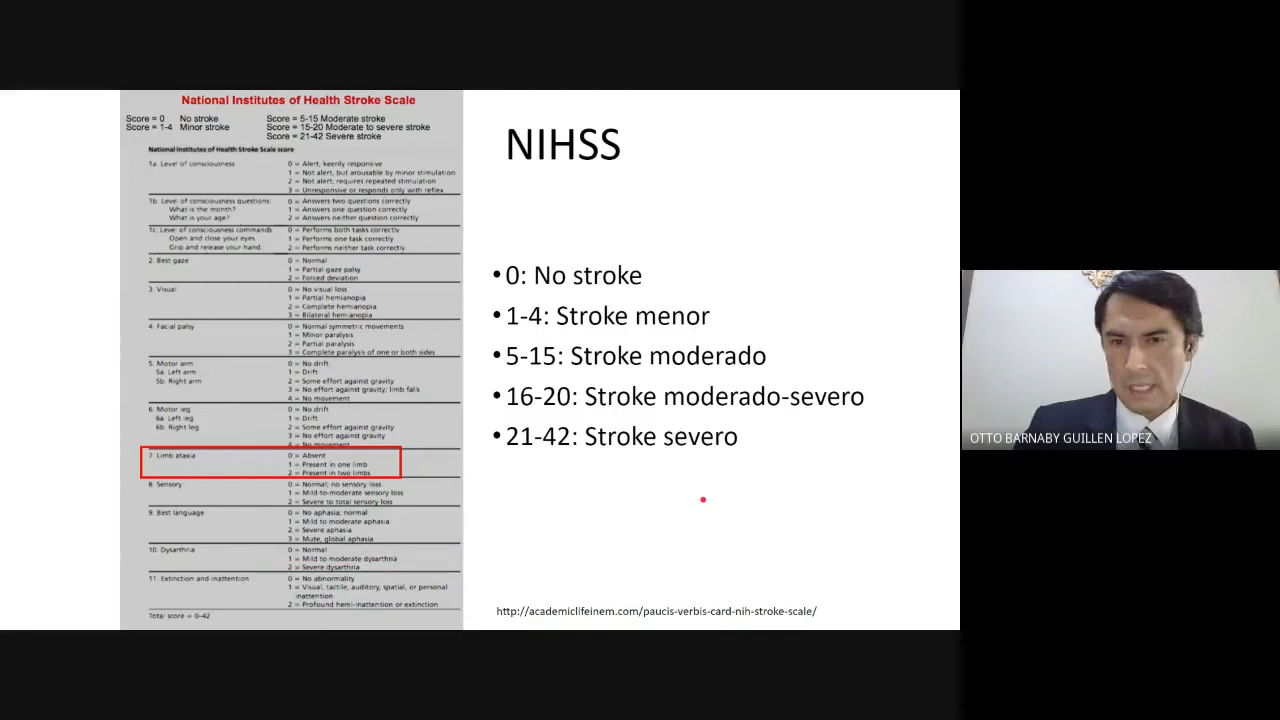 National Institutes of Health Stroke Scale
Score = 0 No stroke
Score = 1-4 Minor stroke
Score = 5-15 Moderate stroke
Score = 15-20 Moderate to severe stroke
Score = 21-42 Severe stroke
National Institutes of Health Stroke Scale score
1a. Level of consciousness
0 = Alert; keenly responsive
1 = Not alert, but arousable by minor stimulation
2 = Not alert; requires repeated stimulation
3 = Unresponsive or responds only with reflex
1b. Level of consciousness questions:
What is the month?
What is your age?
0 = Answers two questions correctly
1 = Answers one question correctly
2 = Answers neither question correctly
1c. Level of consciousness commands
Open and close your eyes.
Grip and release your hand.
0 = Performs both tasks correctly
1 = Performs one task correctly
2 = Performs neither task correctly
2. Best gaze
0 = Normal
1 = Partial gaze palsy
2 = Forced deviation
3. Visual
0 = No visual loss
1 = Partial hemianopia
2 = Complete hemianopia
3 = Bilateral hemianopia
4. Facial palsy
0 = Normal symmetric movements
1 = Minor paralysis
2 = Partial paralysis
3 = Complete paralysis of one or both sides
5. Motor arm
5a. Left arm
5b. Right arm
0 = No drift
1 = Drift
2 = Some effort against gravity
3 = No effort against gravity; limb falls
4 = No movement
6. Motor leg
6a. Left leg
6b. Right leg
0 = No drift
1 = Drift
2 = Some effort against gravity
3 = No effort against gravity
4 = No movement
7. Limb ataxia
0 = Absent
1 = Present in one limb
2 = Present in two limbs
8. Sensory
0 = Normal; no sensory loss
1 = Mild-to-moderate sensory loss
2 = Severe to total sensory loss
9. Best language
0 = No aphasia; normal
1 = Mild to moderate aphasia
2 = Severe aphasia
3 = Mute, global aphasia
10. Dysarthria
0 = Normal
1 = Mild to moderate dysarthria
2 = Severe dysarthria
11. Extinction and inattention
0 = No abnormality
1 = Visual, tactile, auditory, spatial, or personal
inattention
2 = Profound hemi-inattention or extinction
Total score = 0-42.
NIHSS
• 0: No stroke
• 1-4: Stroke menor
• 5-15: Stroke moderado
• 16-20: Stroke moderado-severo
• 21-42: Stroke severo
http://academiclifeinem.com/paucis-verbis-card-nih-stroke-scale/
OTTO BARNABY GUILLEN LOPEZ